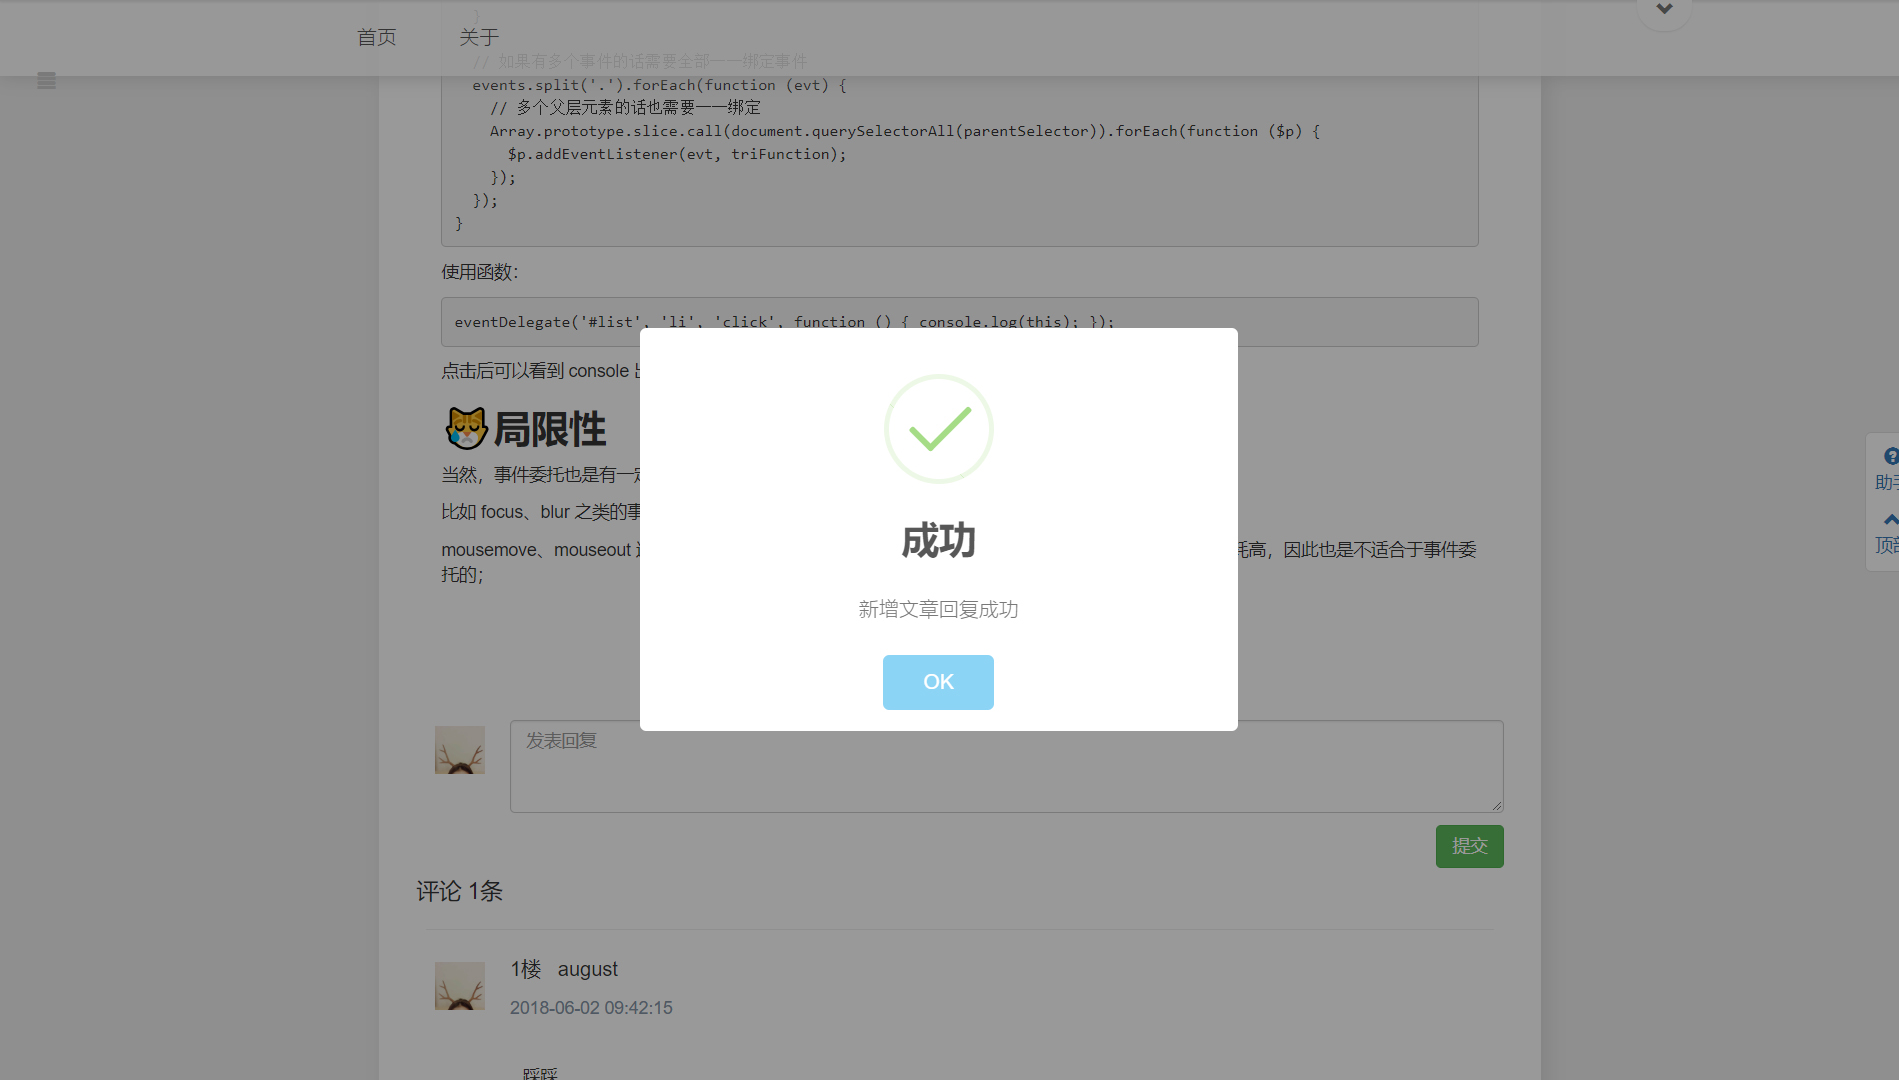 }
首页 关于
// 如果有多个事件的话需要全部一一绑定事件
events.split('.').forEach(function (evt) {
// 多个父层元素的话也需要一一绑定
Array.prototype.slice.call(document.querySelectorAll(parentSelector)).forEach(function ($p) {
$p.addEventListener(evt, triFunction);
});
});
}
使用函数：
eventDelegate('#list', 'li', 'click', function () { console.log(this); });
点击后可以看到 console
局限性
当然，事件委托也是有一
比如 focus、blur 之类的事
mousemove、mouseout 耗高，因此也是不适合于事件委
托的；
成功
新增文章回复成功
OK
助手
顶部
发表回复
提交
评论 1条
1楼 august
2018-06-02 09:42:15
踩踩